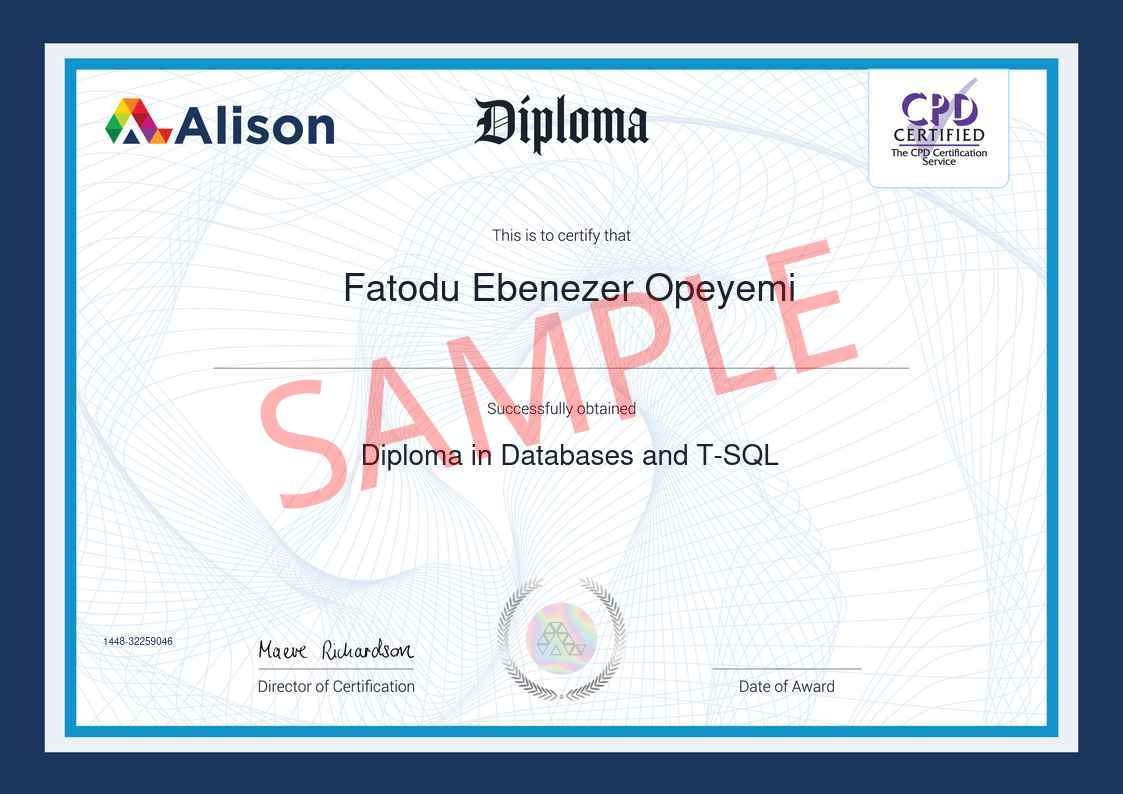 Alison
Diploma
CPD
CERTIFIED
The CPD Certification
Service
This is to certify that
Fatodu Ebenezer Opeyemi
SAMPLE
Successfully obtained
Diploma in Databases and T-SQL
1448-32259046
Maeve Richardson
Director of Certification
Date of Award